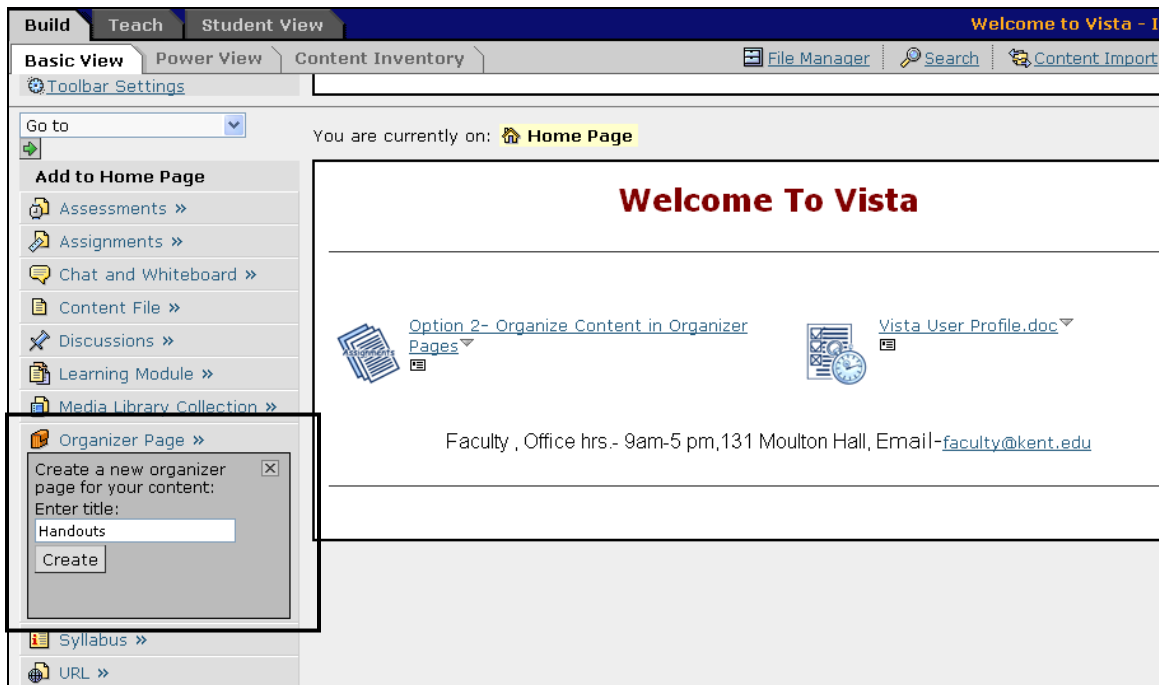 Build Teach Student View Welcome to Vista - I
Basic View Power View Content Inventory File Manager Search Content Import
Toolbar Settings
Go to
You are currently on: Home Page
Add to Home Page
Assessments »
Assignments »
Chat and Whiteboard »
Content File »
Discussions »
Learning Module »
Media Library Collection »
Organizer Page »
Create a new organizer
page for your content:
Enter title:
Handouts
Create
Syllabus »
URL »
Welcome To Vista
Assignments
Option 2- Organize Content in Organizer
Pages
Vista User Profile.doc
Faculty , Office hrs.- 9am-5 pm,131 Moulton Hall, Email-faculty@kent.edu